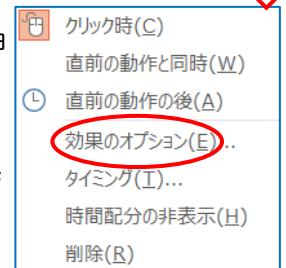 クリック時(C)
直前の動作と同時(W)
直前の動作の後(A)
効果のオプション(E)...
タイミング(T)...
時間配分の非表示(H)
削除(R)